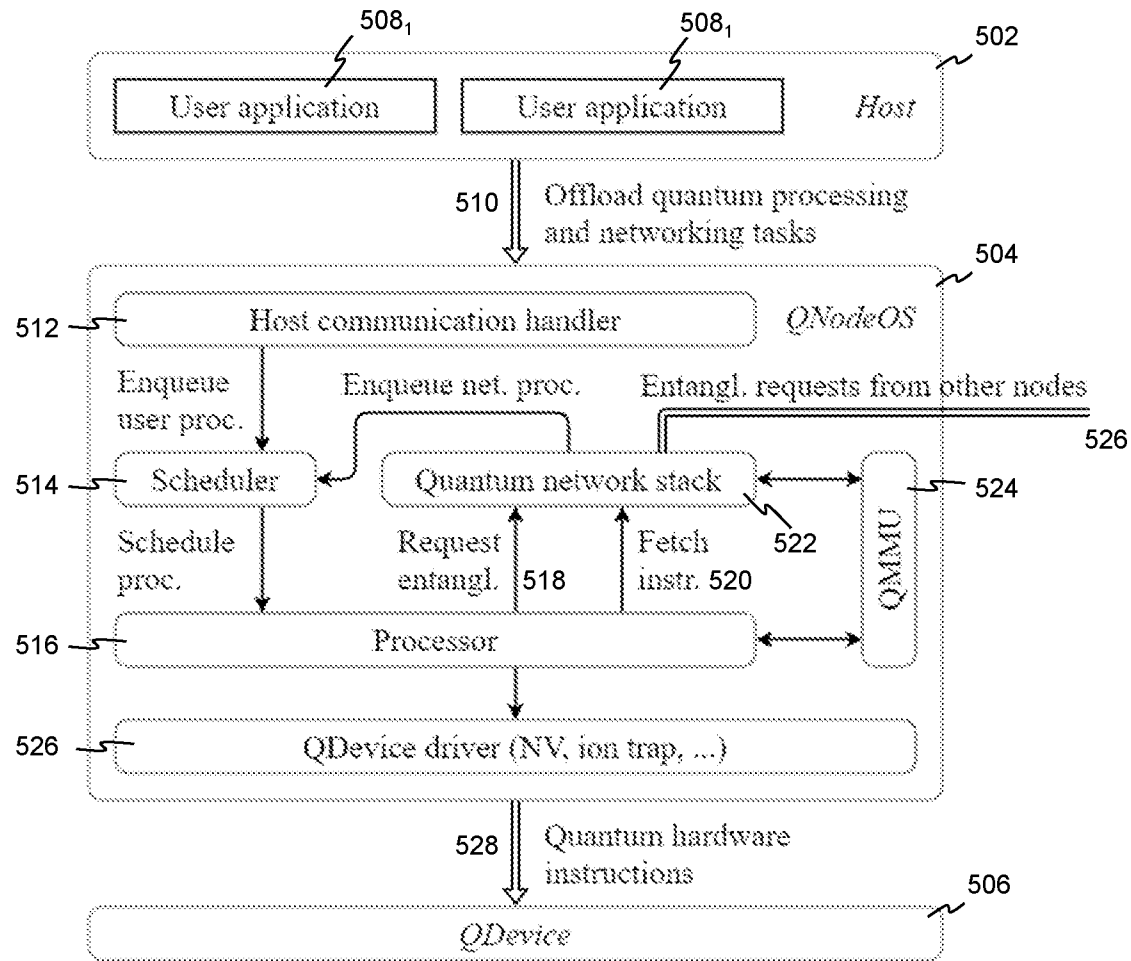 508₁
508₁
502
User application
User application
Host
510
Offload quantum processing
and networking tasks
504
512
Host communication handler
QNodeOS
Enqueue
user proc.
Enqueue net. proc.
Entangl. requests from other nodes
526
514
Scheduler
Quantum network stack
524
522
Schedule
proc.
Request
entangl.
518
Fetch
instr. 520
QMMU
516
Processor
526
QDevice driver (NV, ion trap, ...)
528
Quantum hardware
instructions
506
QDevice